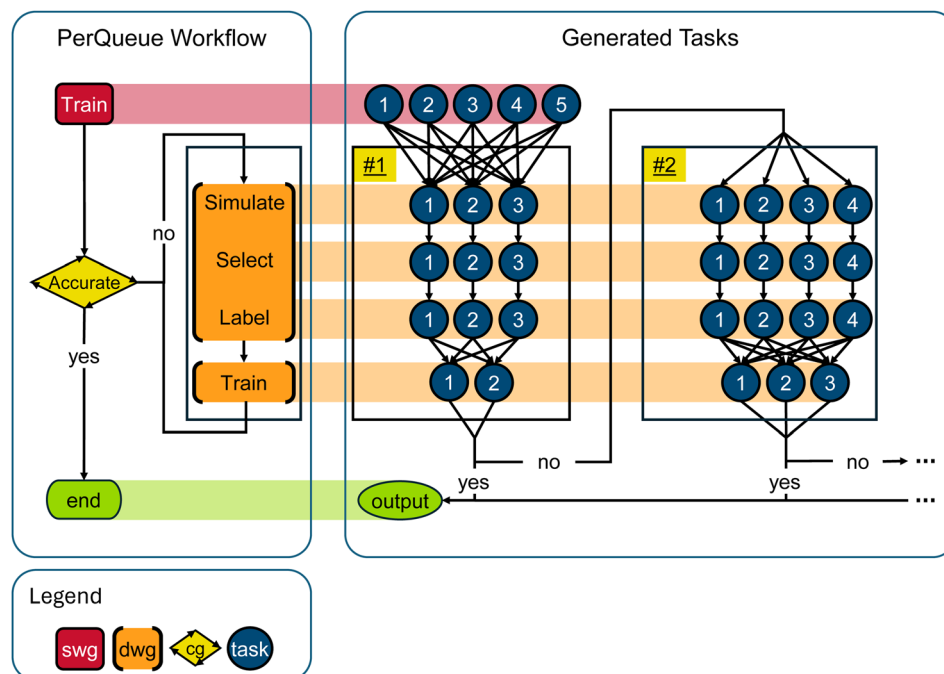 PerQueue Workflow
Generated Tasks
Train
1 2 3 4 5
#1
#2
no
Simulate
1 2 3
1 2 3 4
Select
1 2 3
1 2 3 4
Accurate
Label
1 2 3
1 2 3 4
yes
Train
1 2
1 2 3
no
no ...
yes
yes
end
output
...
Legend
swg
dwg
cg
task